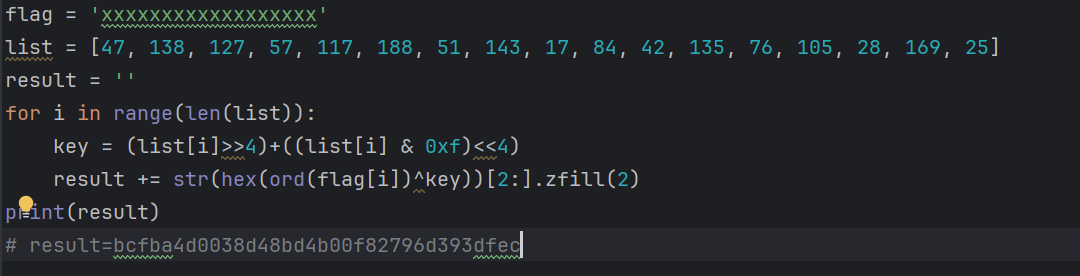 flag = 'xxxxxxxxxxxxxxxxxx'
list = [47, 138, 127, 57, 117, 188, 51, 143, 17, 84, 42, 135, 76, 105, 28, 169, 25]
result = ''
for i in range(len(list)):
    key = (list[i]>>4)+((list[i] & 0xf)<<4)
    result += str(hex(ord(flag[i])^key))[2:].zfill(2)
print(result)
# result=bcfba4d0038d48bd4b00f82796d393dfec